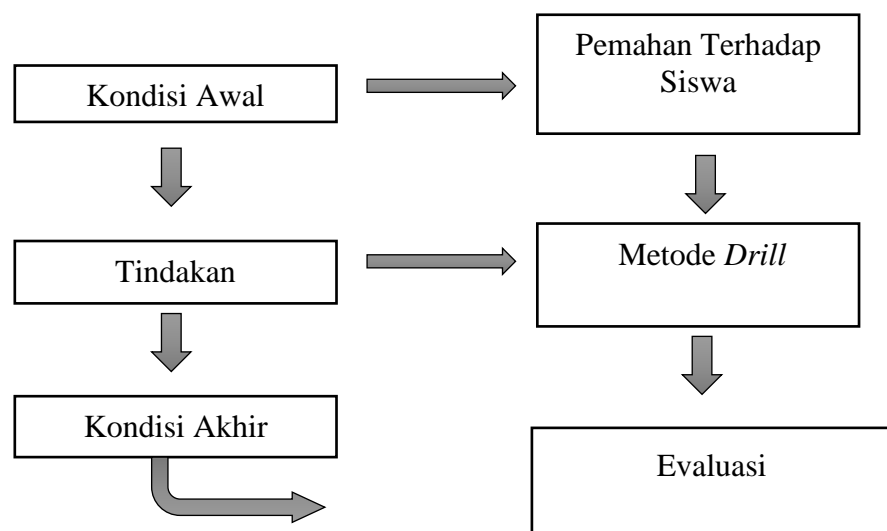 Kondisi Awal
Pemahan Terhadap
Siswa
Tindakan
Metode Drill
Kondisi Akhir
Evaluasi